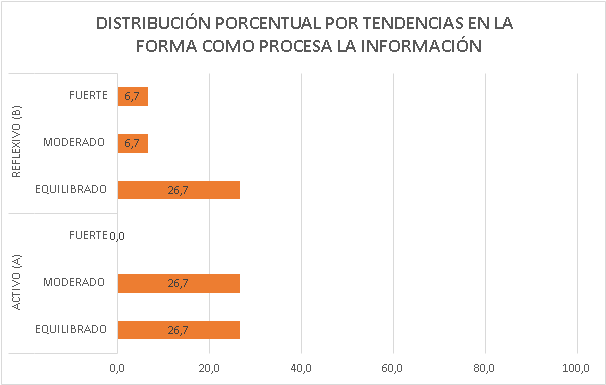 DISTRIBUCIÓN PORCENTUAL POR TENDENCIAS EN LA
FORMA COMO PROCESA LA INFORMACIÓN
REFLEXIVO (B)
FUERTE 6,7
MODERADO 6,7
EQUILIBRADO 26,7
ACTIVO (A)
FUERTE 0,0
MODERADO 26,7
EQUILIBRADO 26,7
0,0 20,0 40,0 60,0 80,0 100,0